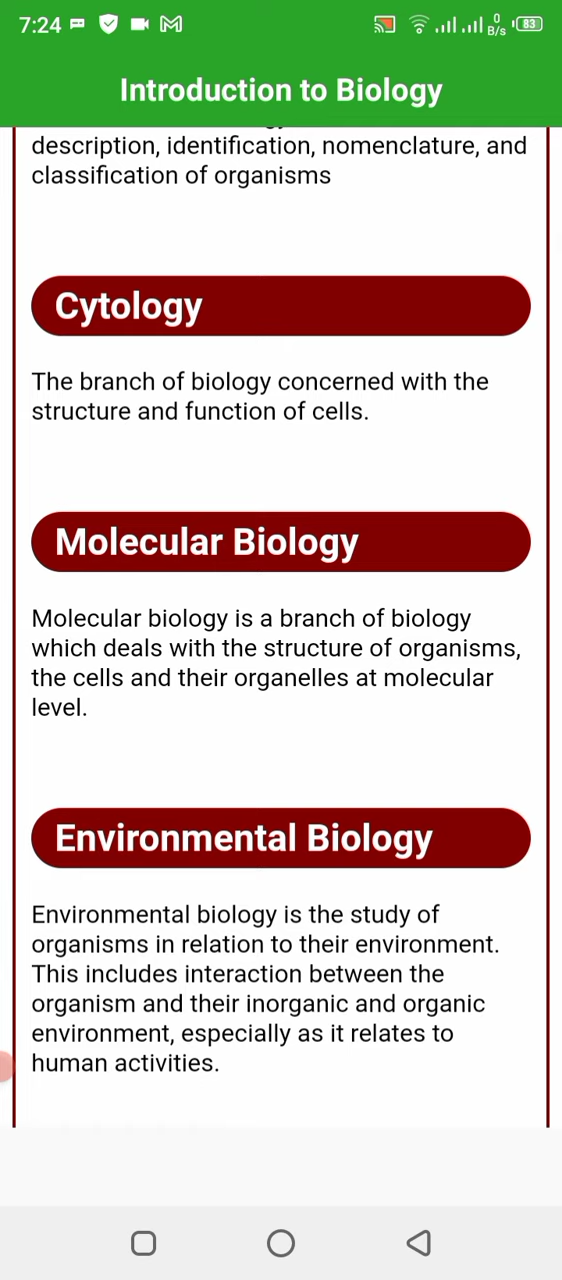 7:24
0
B/s
83
Introduction to Biology
description, identification, nomenclature, and
classification of organisms
Cytology
The branch of biology concerned with the
structure and function of cells.
Molecular Biology
Molecular biology is a branch of biology
which deals with the structure of organisms,
the cells and their organelles at molecular
level.
Environmental Biology
Environmental biology is the study of
organisms in relation to their environment.
This includes interaction between the
organism and their inorganic and organic
environment, especially as it relates to
human activities.